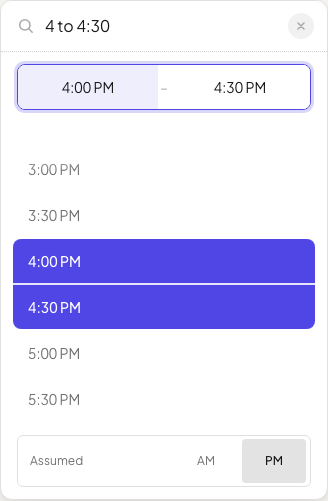 4 to 4:30
4:00 PM – 4:30 PM
3:00 PM
3:30 PM
4:00 PM
4:30 PM
5:00 PM
5:30 PM
Assumed AM PM